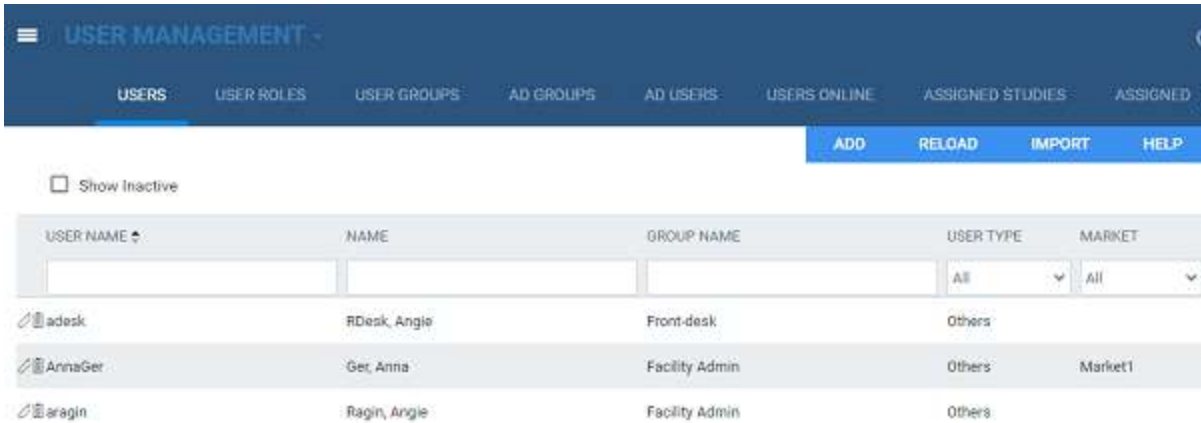 USER MANAGEMENT
USERS USER ROLES USER GROUPS AD GROUPS AD USERS USERS ONLINE ASSIGNED STUDIES ASSIGNED
ADD RELOAD IMPORT HELP
Show Inactive
USER NAME NAME GROUP NAME USER TYPE MARKET
All All
adesk RDesk, Angie Front-desk Others
AnnaGer Ger, Anna Facility Admin Others Market1
aragin Ragin, Angie Facility Admin Others